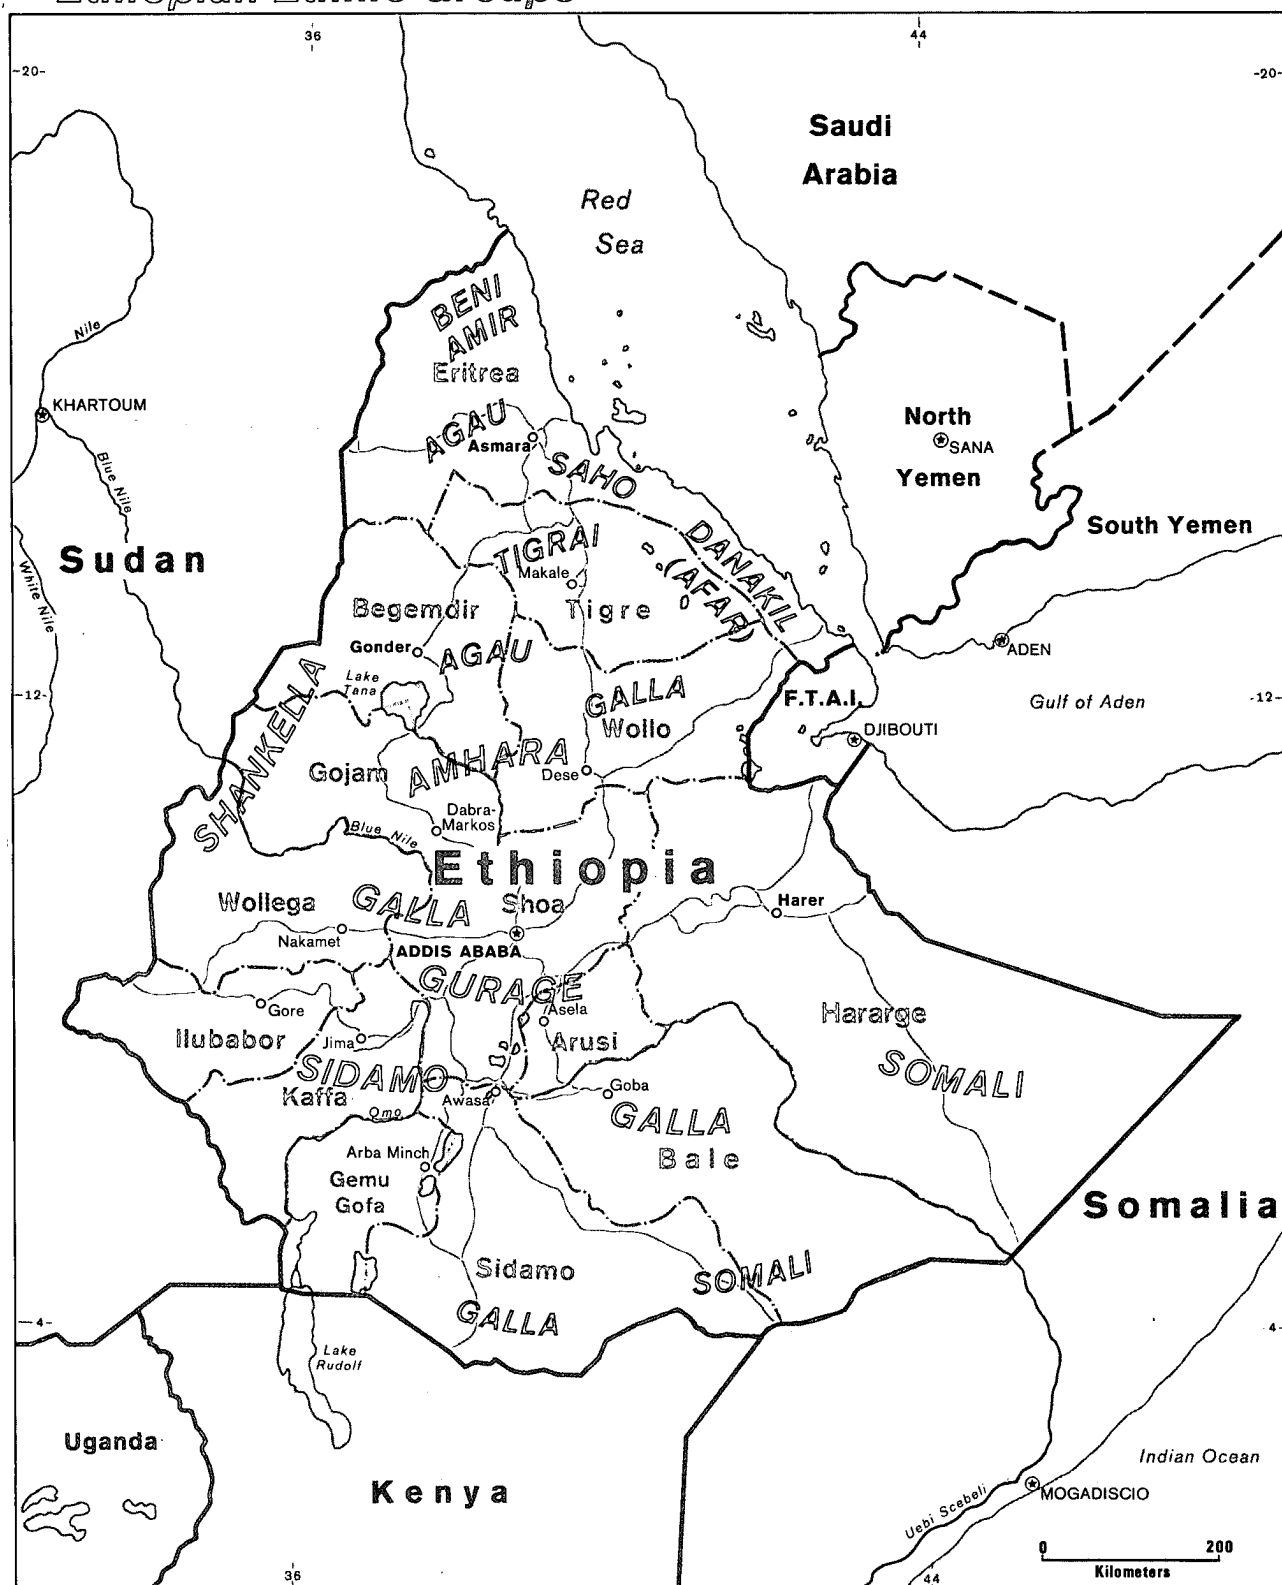 Ethiopian Ethnic Groups
36
44
-20-
-20-
Saudi
Arabia
Red
Sea
BENI
AMIR
Nile
Eritrea
KHARTOUM
AGAU
Asmara
North
SANA
Yemen
Blue Nile
SAHO
South Yemen
Sudan
TIGRAI
DANAKIL
(AFAR)
White Nile
Makale
Begemdir
Tigre
Gonder
AGAU
ADEN
Lake
Tana
-12-
-12-
SHANKELLA
GALLA
Wollo
F.T.A.I.
Gulf of Aden
DJIBOUTI
Gojam
AMHARA
Dese
Dabra-
Markos
Blue Nile
Ethiopia
Wollega
GALLA
Shoa
Harer
Nakamet
ADDIS ABABA
GURAGE
Gore
Asela
Hararge
Ilubabor
Jima
Arusi
SIDAMO
SOMALI
Kaffa
Awasa
Goba
Omo
GALLA
Bale
Arba Minch
Gemu
Gofa
Somalia
Sidamo
SOMALI
GALLA
-4-
-4-
Lake
Rudolf
Uganda
Indian Ocean
Kenya
MOGADISCIO
Uebi Scebeli
0
200
Kilometers
36
44